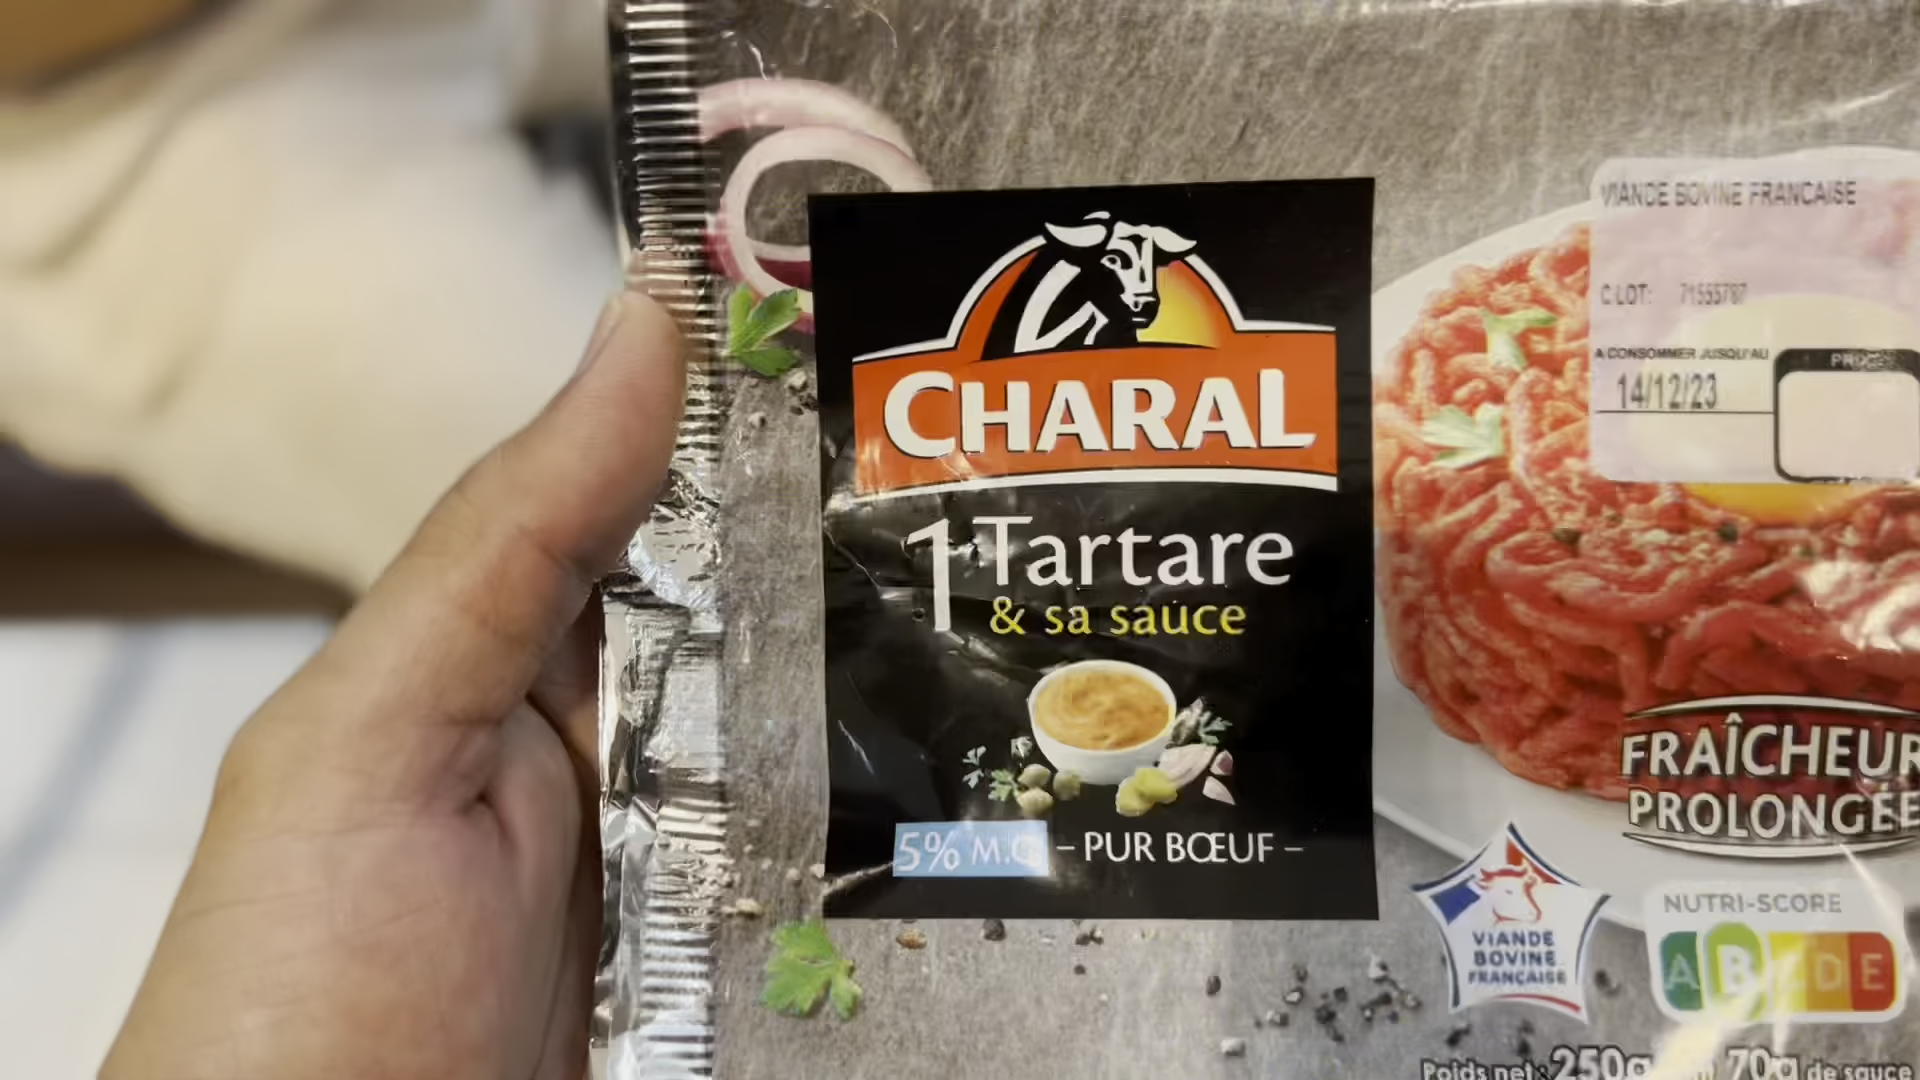 VIANDE BOVINE FRANCAISE
C LOT: 71555787
A CONSOMMER JUSQU'AU
14/12/23
PRIX
CHARAL
1 Tartare
& sa sauce
5% M.G – PUR BŒUF –
FRAÎCHEUR
PROLONGÉE
VIANDE
BOVINE
FRANÇAISE
NUTRI-SCORE
A B C D E
Poids net : 250g 70g de sauce